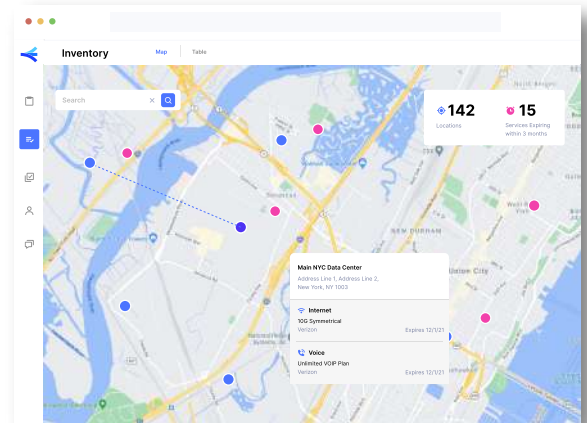 Inventory
Map
Table
Search
142
Locations
15
Services Expiring
within 3 months
NEW DURHAM
Union City
Main NYC Data Center
Address Line 1, Address Line 2,
New York, NY 1003
Internet
10G Symmetrical
Verizon
Expires 12/1/21
Voice
Unlimited VOIP Plan
Verizon
Expires 12/1/21